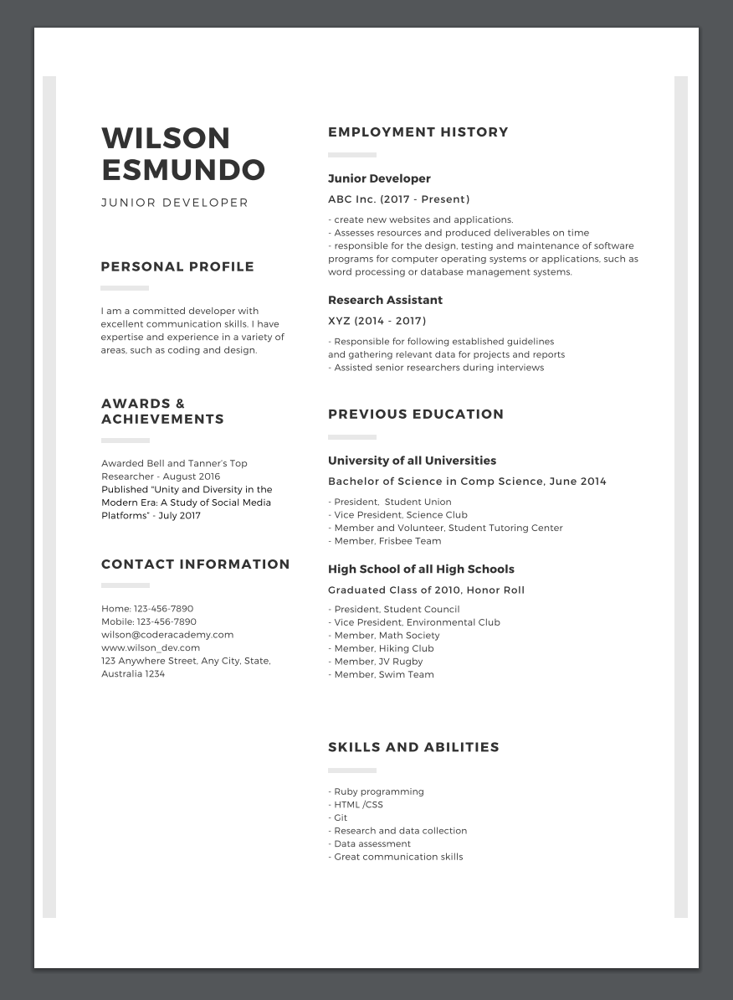 WILSON
ESMUNDO
JUNIOR DEVELOPER
PERSONAL PROFILE
I am a committed developer with
excellent communication skills. I have
expertise and experience in a variety of
areas, such as coding and design.
AWARDS &
ACHIEVEMENTS
Awarded Bell and Tanner's Top
Researcher - August 2016
Published "Unity and Diversity in the
Modern Era: A Study of Social Media
Platforms" - July 2017
CONTACT INFORMATION
Home: 123-456-7890
Mobile: 123-456-7890
wilson@coderacademy.com
www.wilson_dev.com
123 Anywhere Street, Any City, State,
Australia 1234
EMPLOYMENT HISTORY
Junior Developer
ABC Inc. (2017 - Present)
- create new websites and applications.
- Assesses resources and produced deliverables on time
- responsible for the design, testing and maintenance of software
programs for computer operating systems or applications, such as
word processing or database management systems.
Research Assistant
XYZ (2014 - 2017)
- Responsible for following established guidelines
and gathering relevant data for projects and reports
- Assisted senior researchers during interviews
PREVIOUS EDUCATION
University of all Universities
Bachelor of Science in Comp Science, June 2014
- President,  Student Union
- Vice President, Science Club
- Member and Volunteer, Student Tutoring Center
- Member, Frisbee Team
High School of all High Schools
Graduated Class of 2010, Honor Roll
- President, Student Council
- Vice President, Environmental Club
- Member, Math Society
- Member, Hiking Club
- Member, JV Rugby
- Member, Swim Team
SKILLS AND ABILITIES
- Ruby programming
- HTML /CSS
- Git
- Research and data collection
- Data assessment
- Great communication skills